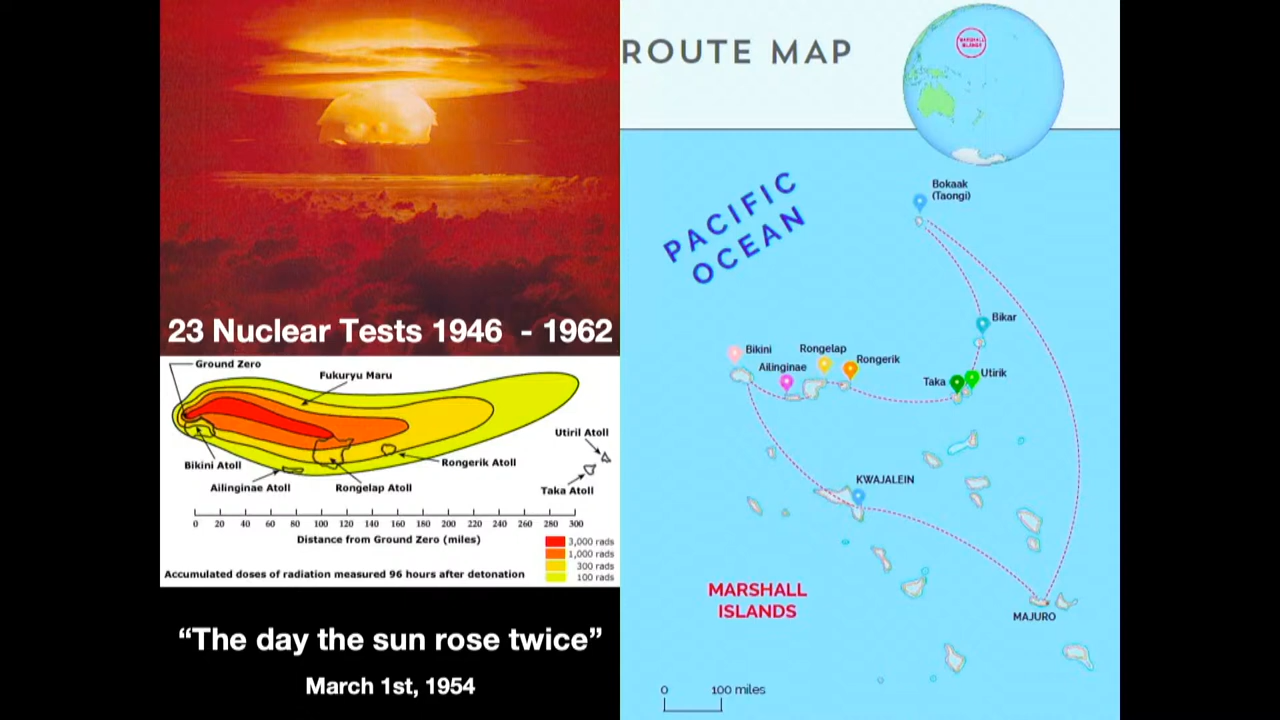 23 Nuclear Tests 1946 - 1962
Ground Zero
Fukuryu Maru
Utiril Atoll
Bikini Atoll
Rongerik Atoll
Ailinginae Atoll
Rongelap Atoll
Taka Atoll
0 20 40 60 80 100 120 140 160 180 200 220 240 260 280 300
Distance from Ground Zero (miles)
3,000 rads
1,000 rads
300 rads
100 rads
Accumulated doses of radiation measured 96 hours after detonation
“The day the sun rose twice”
March 1st, 1954
ROUTE MAP
MARSHALL
ISLANDS
PACIFIC
OCEAN
Bokaak
(Taongi)
Bikar
Bikini
Rongelap
Ailinginae
Rongerik
Taka
Utirik
KWAJALEIN
MARSHALL
ISLANDS
MAJURO
0 100 miles